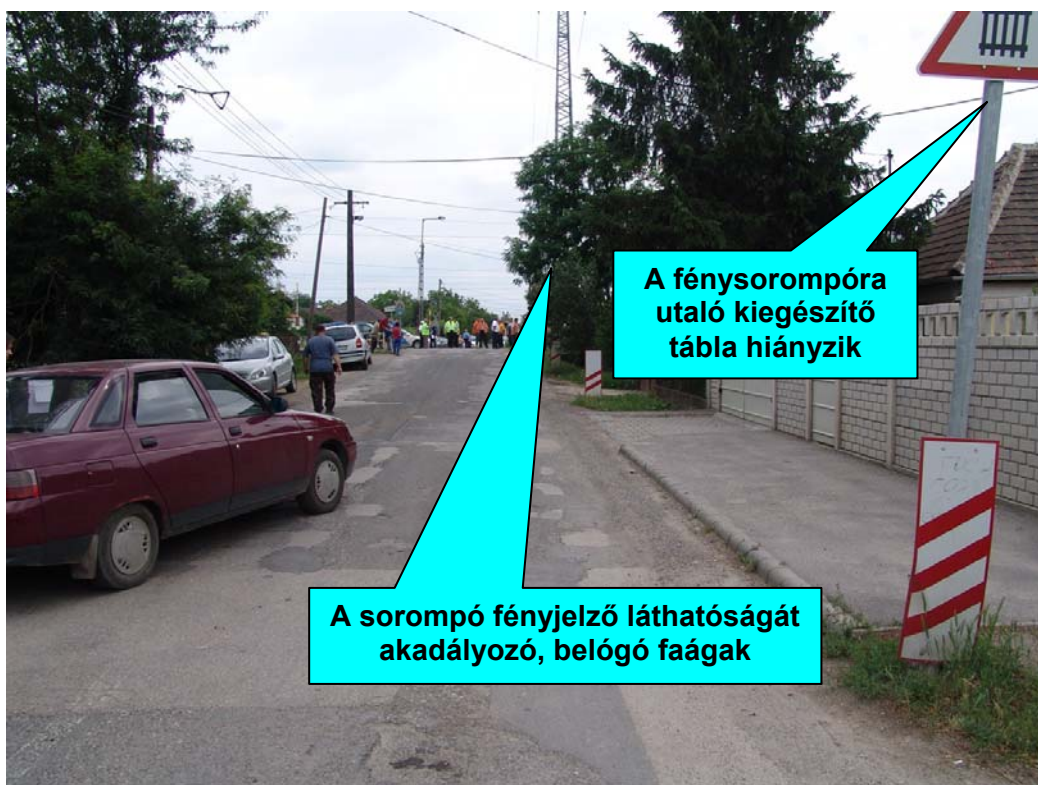 A fénysorompóra
utaló kiegészítő
tábla hiányzik
A sorompó fényjelző láthatóságát
akadályozó, belógó faágak